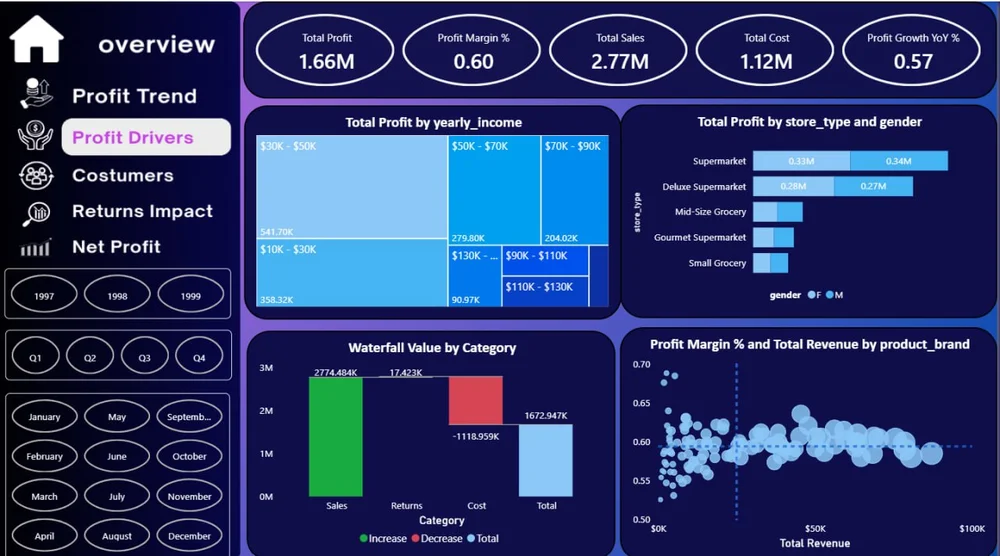 overview
Profit Trend
Profit Drivers
Costumers
Returns Impact
Net Profit
1997 1998 1999
Q1 Q2 Q3 Q4
January May Septemb...
February June October
March July November
April August December
Total Profit
1.66M
Profit Margin %
0.60
Total Sales
2.77M
Total Cost
1.12M
Profit Growth YoY %
0.57
Total Profit by yearly_income
$30K - $50K
541.70K
$10K - $30K
358.32K
$50K - $70K
279.80K
$70K - $90K
204.02K
$130K - ...
90.97K
$90K - $110K
$110K - $130K
Total Profit by store_type and gender
store_type
Supermarket 0.33M 0.34M
Deluxe Supermarket 0.28M 0.27M
Mid-Size Grocery
Gourmet Supermarket
Small Grocery
gender F M
Waterfall Value by Category
3M
2M
1M
0M
2774.484K 17.423K
-1118.959K
1672.947K
Sales Returns Cost Total
Category
Increase Decrease Total
Profit Margin % and Total Revenue by product_brand
0.70
0.65
0.60
0.55
0.50
$0K $50K $100K
Total Revenue